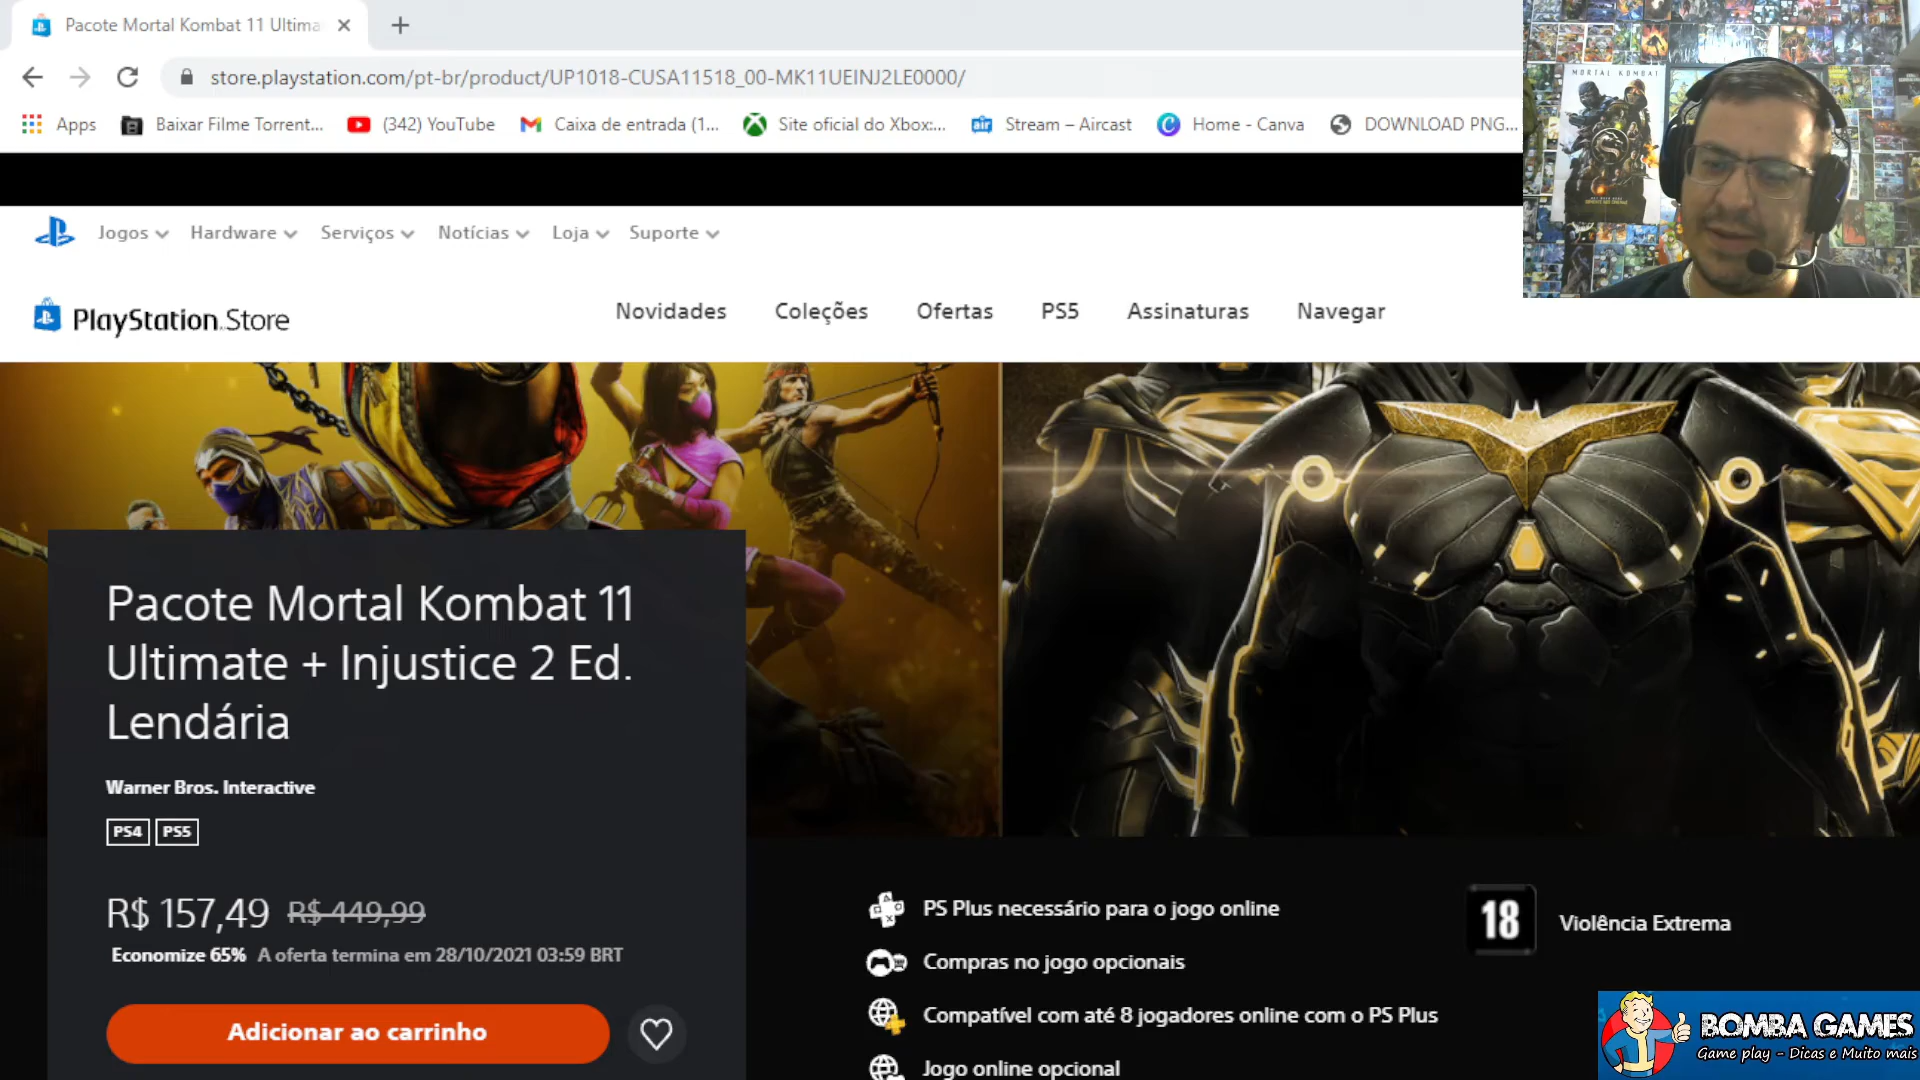 Pacote Mortal Kombat 11 Ultima
store.playstation.com/pt-br/product/UP1018-CUSA11518_00-MK11UEINJ2LE0000/
Apps
Baixar Filme Torrent...
(342) YouTube
Caixa de entrada (1...
Site oficial do Xbox:...
air
Stream – Aircast
Home - Canva
DOWNLOAD PNG...
MORTAL KOMBAT
Jogos
Hardware
Serviços
Notícias
Loja
Suporte
PlayStation Store
Novidades
Coleções
Ofertas
PS5
Assinaturas
Navegar
Pacote Mortal Kombat 11
Ultimate + Injustice 2 Ed.
Lendária
Warner Bros. Interactive
PS4 PS5
R$ 157,49 R$ 449,99
Economize 65% A oferta termina em 28/10/2021 03:59 BRT
Adicionar ao carrinho
PS Plus necessário para o jogo online
Compras no jogo opcionais
Compatível com até 8 jogadores online com o PS Plus
Jogo online opcional
18
Violência Extrema
BOMBA GAMES
Game play - Dicas e Muito mais